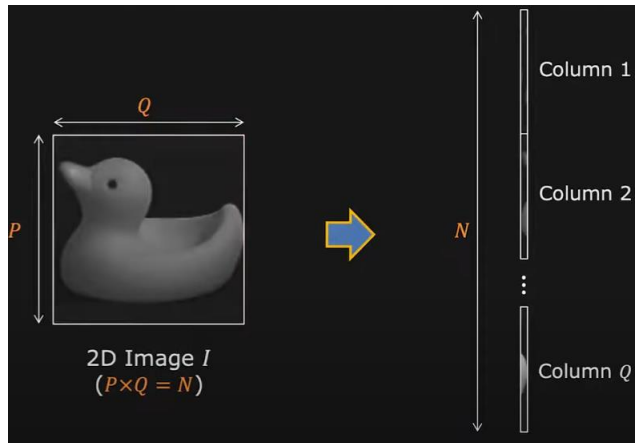 Q
P
2D Image I
(P×Q = N)
N
Column 1
Column 2
⋮
Column Q